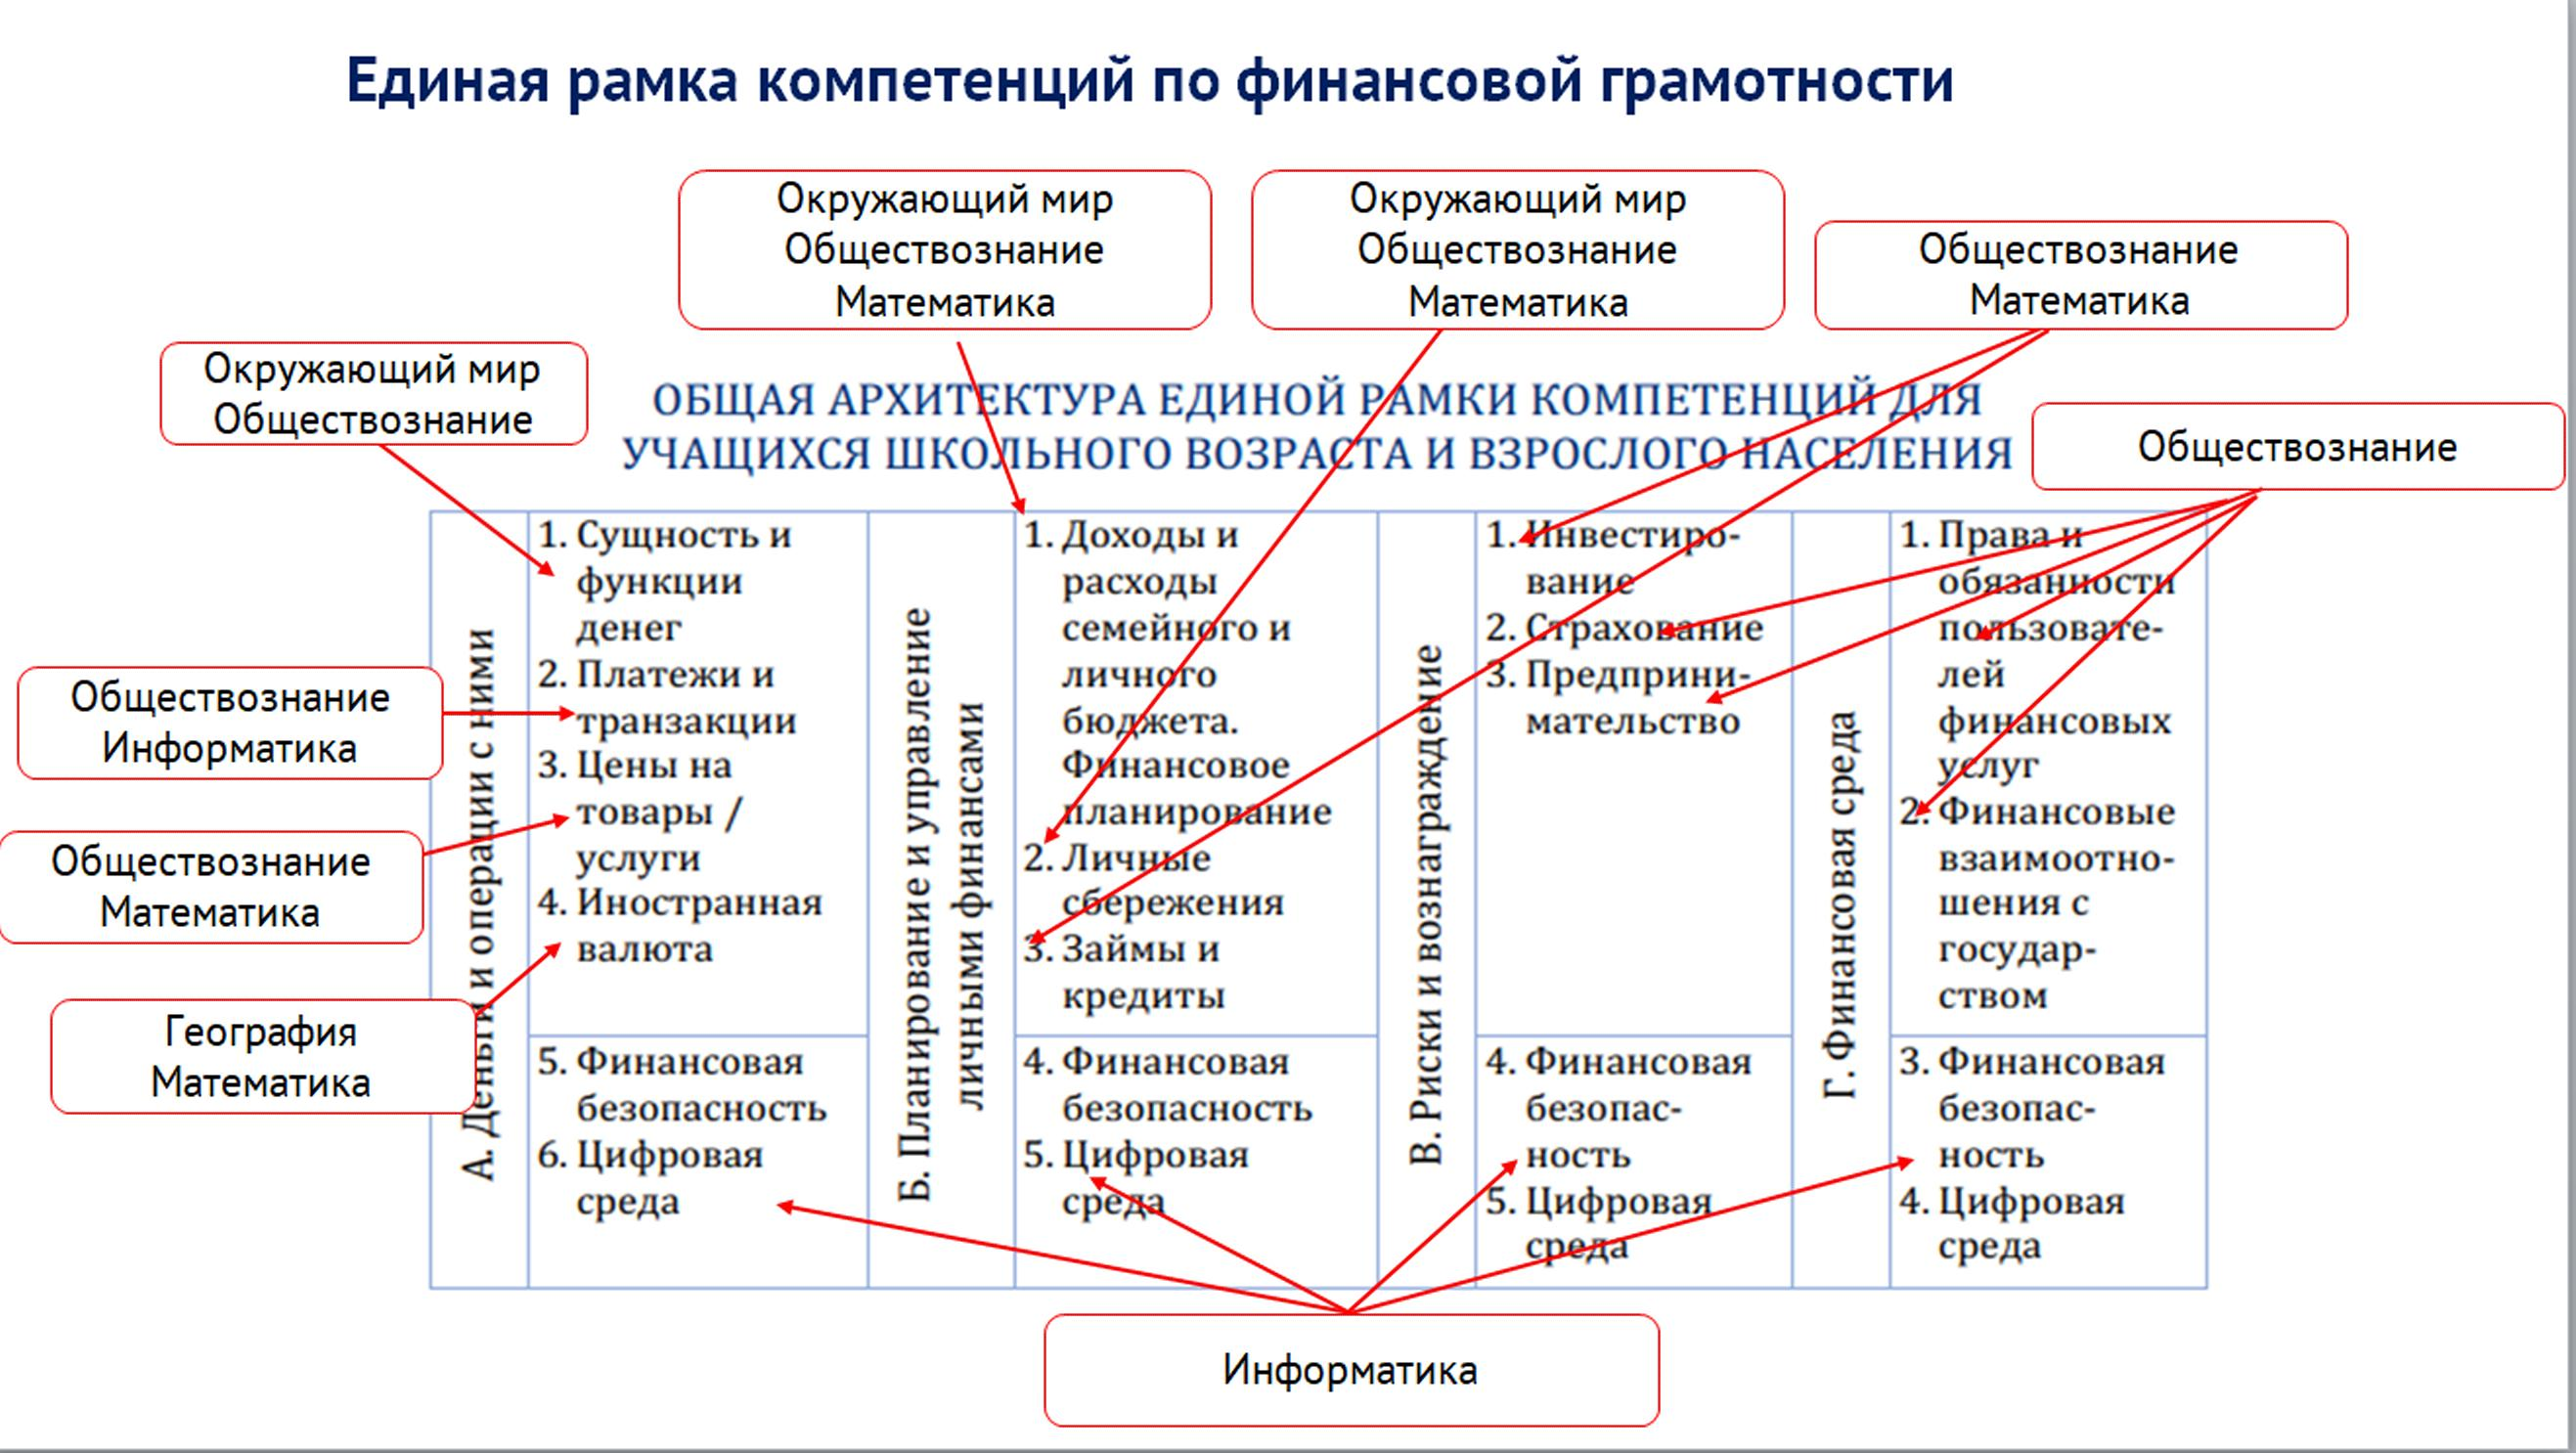 Единая рамка компетенций по финансовой грамотности
Окружающий мир
Обществознание
Математика
Окружающий мир
Обществознание
Математика
Обществознание
Математика
Окружающий мир
Обществознание
Обществознание
ОБЩАЯ АРХИТЕКТУРА ЕДИНОЙ РАМКИ КОМПЕТЕНЦИЙ ДЛЯ
УЧАЩИХСЯ ШКОЛЬНОГО ВОЗРАСТА И ВЗРОСЛОГО НАСЕЛЕНИЯ
Обществознание
Информатика
Обществознание
Математика
География
Математика
А. Деньги и операции с ними
1. Сущность и
функции
денег
2. Платежи и
транзакции
3. Цены на
товары /
услуги
4. Иностранная
валюта
5. Финансовая
безопасность
6. Цифровая
среда
Б. Планирование и управление
личными финансами
1. Доходы и
расходы
семейного и
личного
бюджета.
Финансовое
планирование
2. Личные
сбережения
3. Займы и
кредиты
4. Финансовая
безопасность
5. Цифровая
среда
В. Риски и вознаграждение
1. Инвестиро-
вание
2. Страхование
3. Предприни-
мательство
4. Финансовая
безопас-
ность
5. Цифровая
среда
Г. Финансовая среда
1. Права и
обязанности
пользовате-
лей
финансовых
услуг
2. Финансовые
взаимоотно-
шения с
государ-
ством
3. Финансовая
безопас-
ность
4. Цифровая
среда
Информатика